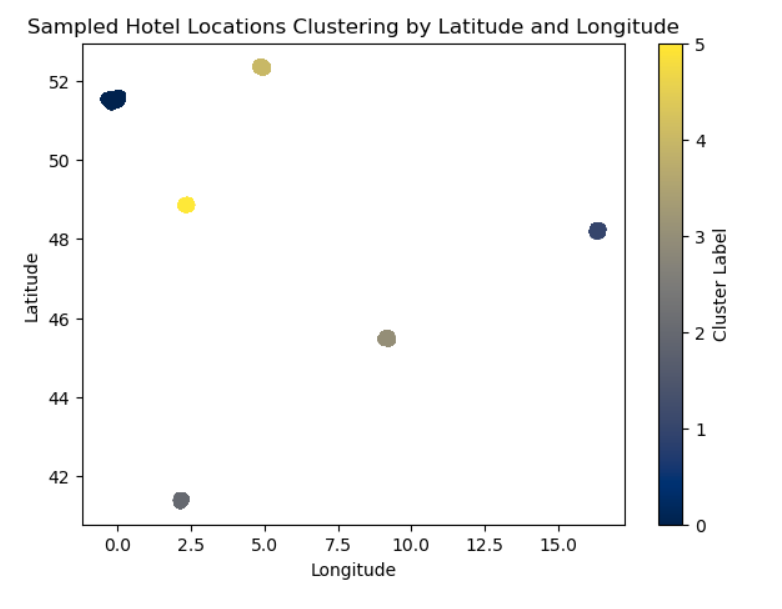 Sampled Hotel Locations Clustering by Latitude and Longitude
52
50
48
46
44
42
Latitude
0.0 2.5 5.0 7.5 10.0 12.5 15.0
Longitude
5
4
3
2
1
0
Cluster Label